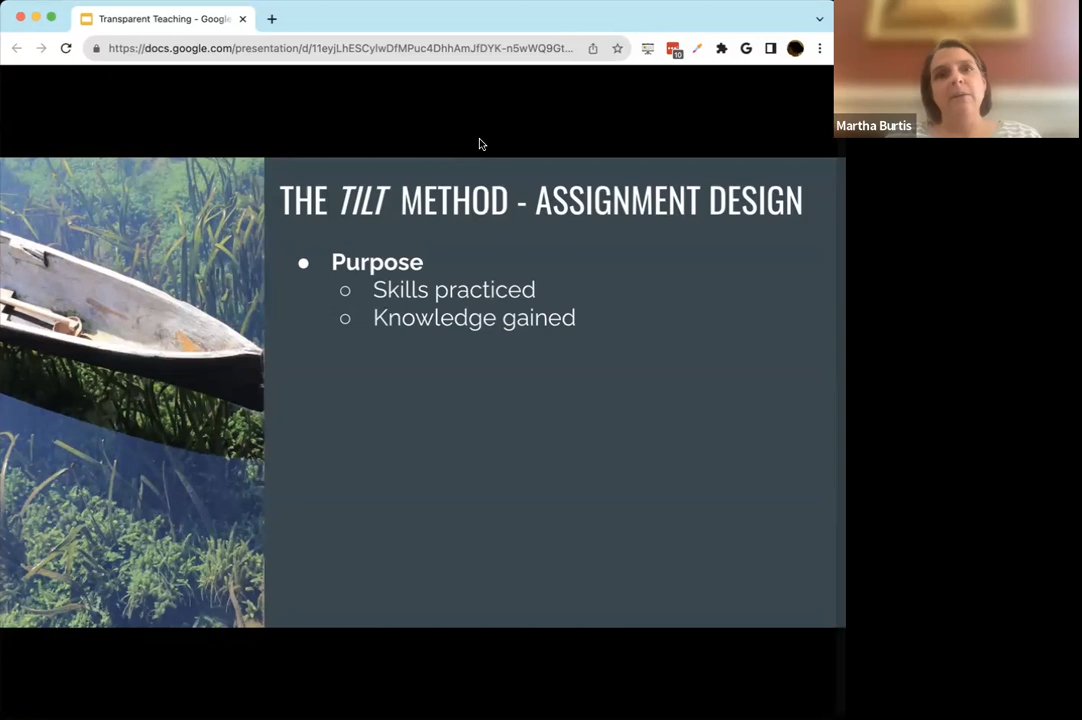 Transparent Teaching - Google
https://docs.google.com/presentation/d/11eyjLhESCylwDfMPuc4DhhAmJfDYK-n5wWQ9Gt...
10
G
Martha Burtis
THE TILT METHOD - ASSIGNMENT DESIGN
● Purpose
○ Skills practiced
○ Knowledge gained